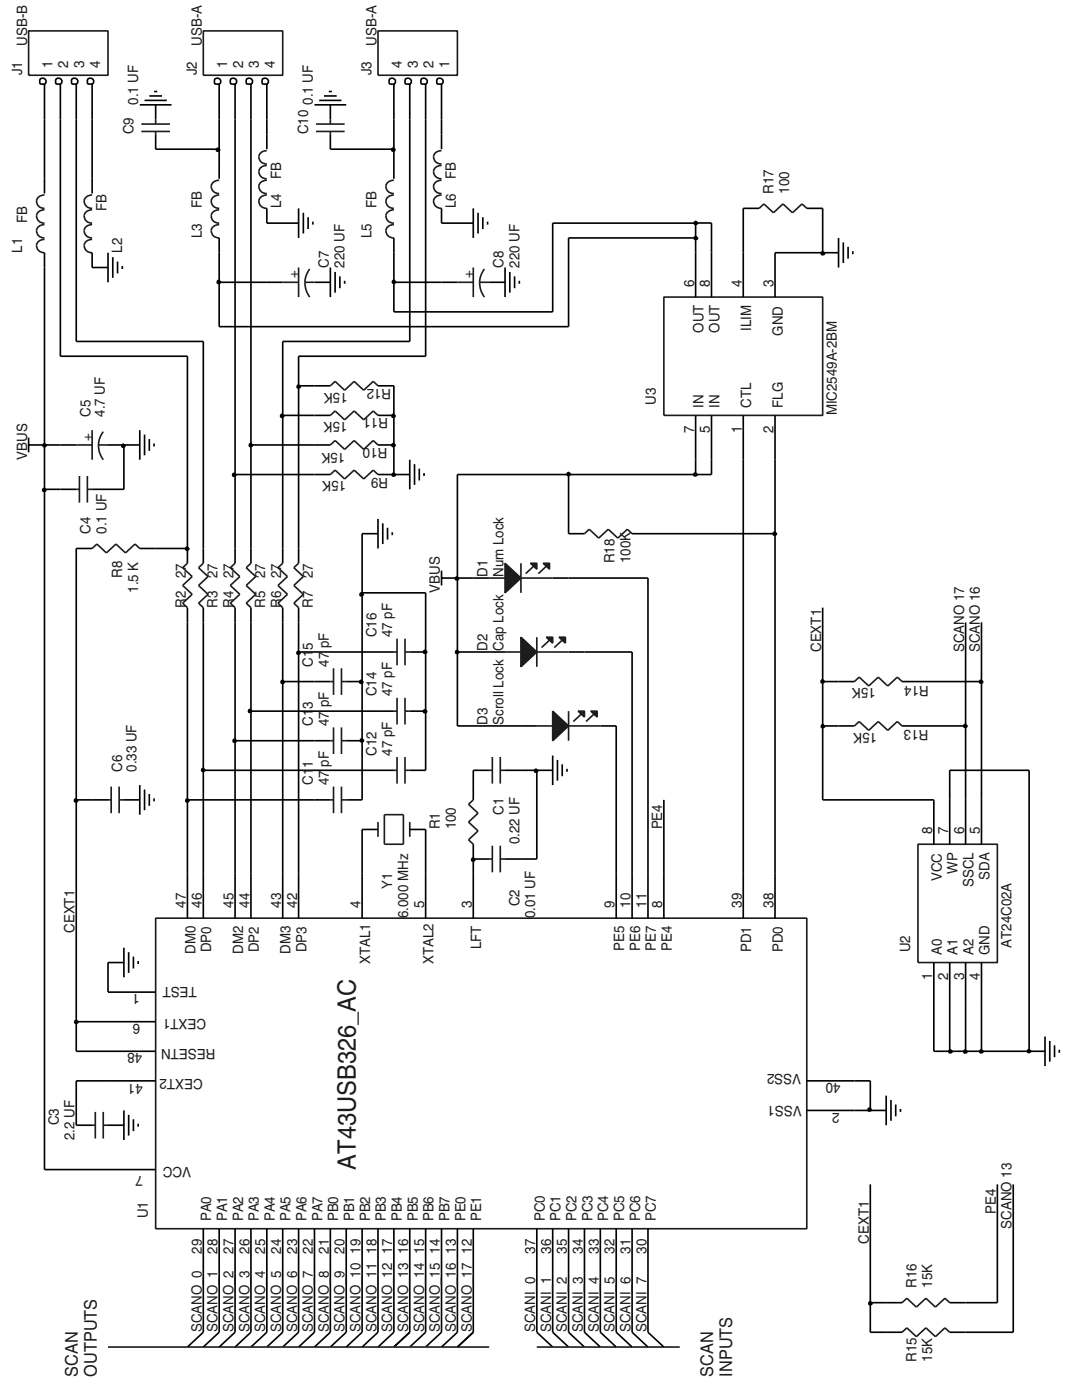 J1
USB-B
1
2
3
4
J2
USB-A
1
2
3
4
J3
USB-A
4
3
2
1
C9
0.1 UF
C10
0.1 UF
L1
FB
FB
L2
L3
FB
FB
L4
L5
FB
FB
L6
+
C7
220 UF
+
C8
220 UF
R17
100
VBUS
+
C5
4.7 UF
C4
0.1 UF
R8
1.5 K
15K
R12
15K
R11
15K
R10
15K
R9
U3
MIC2549A-2BM
6
8
4
3
OUT
OUT
ILIM
GND
IN
IN
CTL
FLG
7
5
1
2
R18
100K
R2
27
R3
27
R4
27
R5
27
R6
27
R7
27
VBUS
D1
Num Lock
D2
Cap Lock
D3
Scroll Lock
C16
47 pF
C15
47 pF
C14
47 pF
C13
47 pF
C12
47 pF
C11
47 pF
C6
0.33 UF
Y1
6.000 MHz
R1
100
C1
0.22 UF
C2
0.01 UF
PE4
CEXT1
SCANO 17
SCANO 16
15K
R14
15K
R13
CEXT1
47
46
45
44
43
42
4
5
3
9
10
11
8
39
38
DM0
DP0
DM2
DP2
DM3
DP3
XTAL1
XTAL2
LFT
PE5
PE6
PE7
PE4
PD1
PD0
8
7
6
5
VCC
WP
SSCL
SDA
U2
AT24C02A
A0
A1
A2
GND
1
2
3
4
1
TEST
6
CEXT1
48
RESETN
41
CEXT2
C3
2.2 UF
7
VCC
U1
AT43USB326_AC
VSS2
40
VSS1
2
PA0
PA1
PA2
PA3
PA4
PA5
PA6
PA7
PB0
PB1
PB2
PB3
PB4
PB5
PB6
PB7
PE0
PE1
PC0
PC1
PC2
PC3
PC4
PC5
PC6
PC7
SCANO 0 29
SCANO 1 28
SCANO 2 27
SCANO 3 26
SCANO 4 25
SCANO 5 24
SCANO 6 23
SCANO 7 22
SCANO 8 21
SCANO 9 20
SCANO 10 19
SCANO 11 18
SCANO 12 17
SCANO 13 16
SCANO 14 15
SCANO 15 14
SCANO 16 13
SCANO 17 12
SCANI 0 37
SCANI 1 36
SCANI 2 35
SCANI 3 34
SCANI 4 33
SCANI 5 32
SCANI 6 31
SCANI 7 30
SCAN
OUTPUTS
SCAN
INPUTS
CEXT1
PE4
SCANO 13
R16
15K
R15
15K